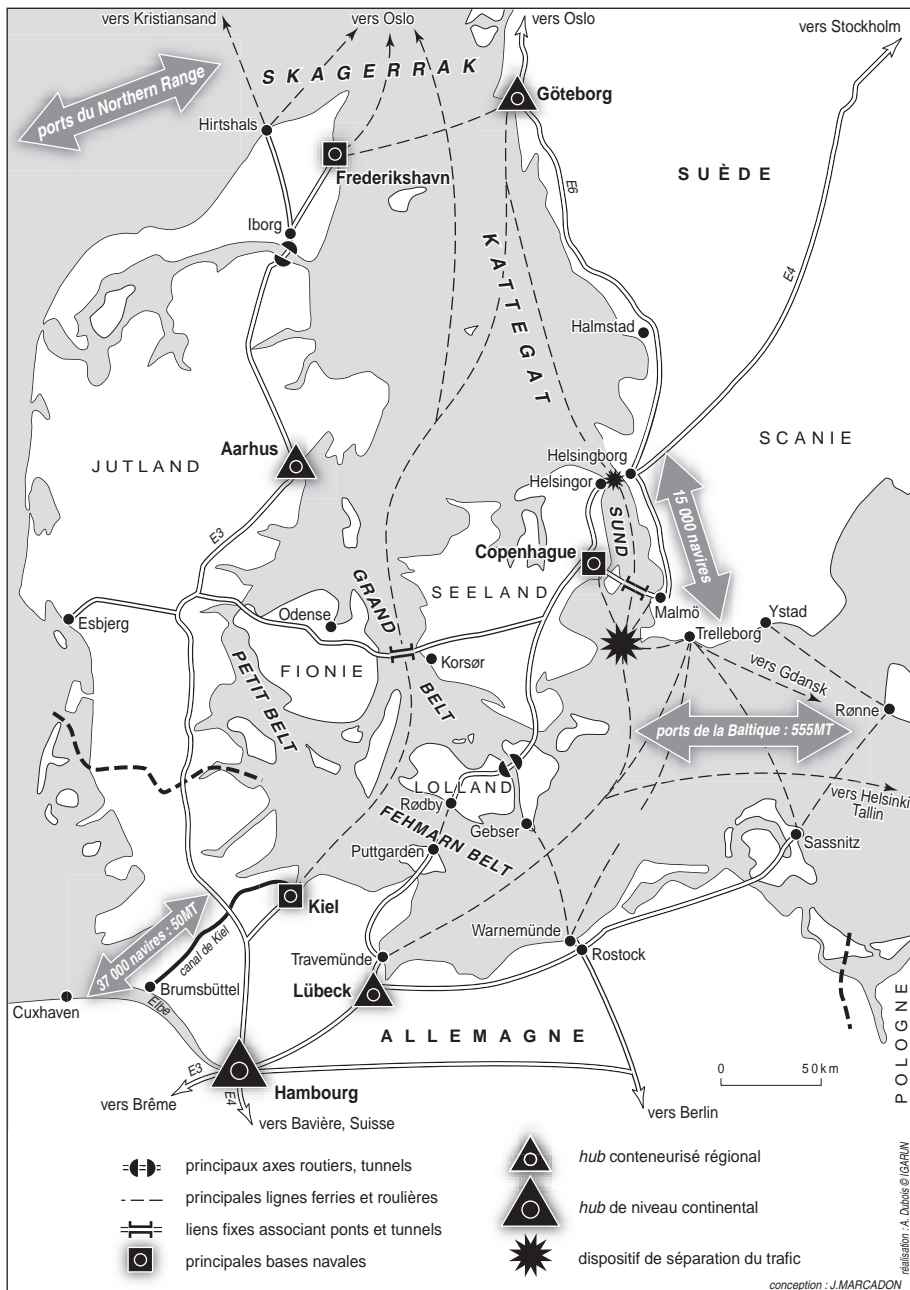 vers Kristiansand
vers Oslo
vers Oslo
vers Stockholm
SKAGERRAK
ports du Northern Range
Göteborg
Hirtshals
Frederikshavn
SUÈDE
E6
Iborg
KATTEGAT
E4
Halmstad
SCANIE
Aarhus
JUTLAND
Helsingborg
Helsingor
SUND
15 000 navires
E3
Copenhague
GRAND
SEELAND
Malmö
Ystad
Esbjerg
Odense
Trelleborg
Korsør
FIONIE
PETIT BELT
BELT
vers Gdansk
Rønne
ports de la Baltique : 555MT
LOLLAND
Rødby
Gebser
vers Helsinki
Tallin
FEHMARN BELT
Puttgarden
Sassnitz
Kiel
37 000 navires : 50MT
canal de Kiel
Warnemünde
Travemünde
Rostock
Brumsbüttel
Lübeck
Cuxhaven
Elbe
ALLEMAGNE
POLOGNE
0 50km
E3
Hambourg
vers Brême
E4
vers Bavière, Suisse
vers Berlin
principaux axes routiers, tunnels
principales lignes ferries et roulières
liens fixes associant ponts et tunnels
principales bases navales
hub conteneurisé régional
hub de niveau continental
dispositif de séparation du trafic
réalisation : A. Dubois © IGARUN
conception : J.MARCADON